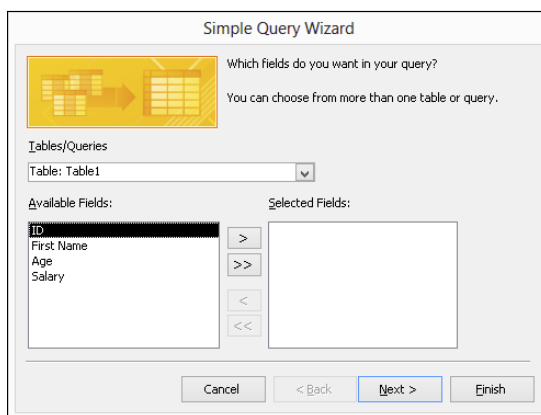 Simple Query Wizard
Which fields do you want in your query?
You can choose from more than one table or query.
Tables/Queries
Table: Table1
Available Fields:
Selected Fields:
ID
First Name
Age
Salary
>
>>
<
<<
Cancel
< Back
Next >
Finish